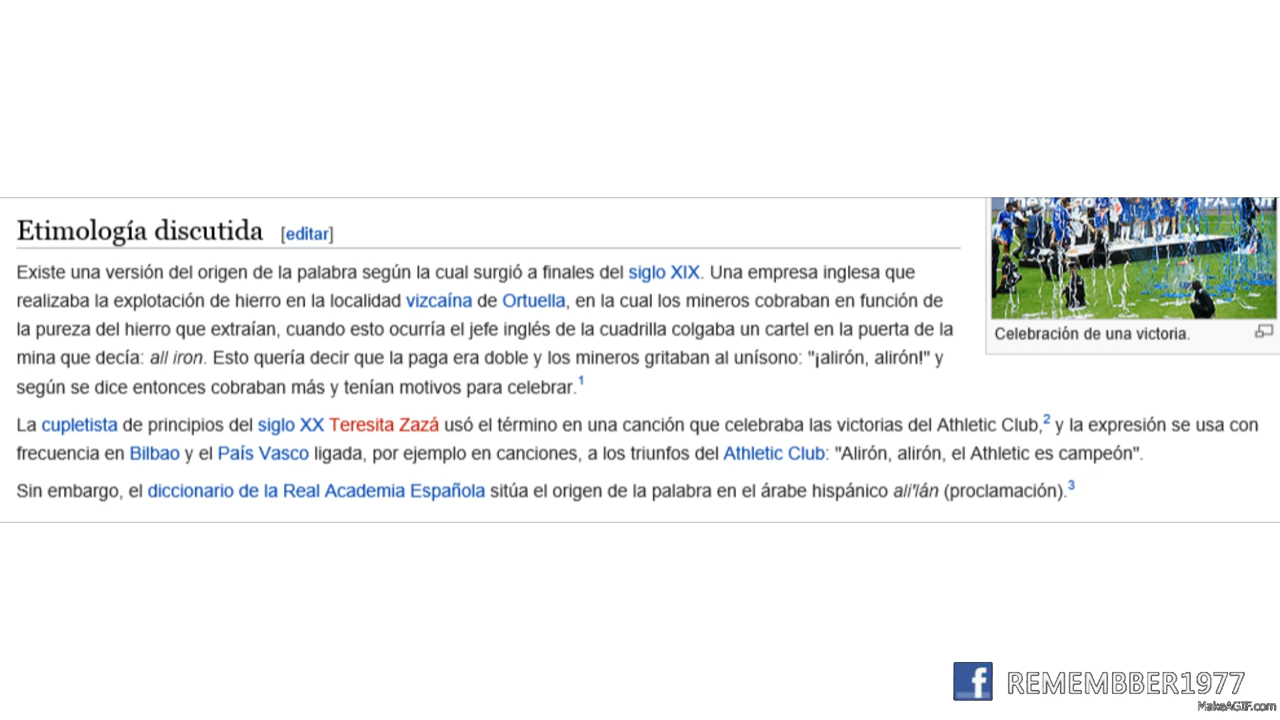 Etimología discutida [editar]
Existe una versión del origen de la palabra según la cual surgió a finales del siglo XIX. Una empresa inglesa que
realizaba la explotación de hierro en la localidad vizcaína de Ortuella, en la cual los mineros cobraban en función de
la pureza del hierro que extraían, cuando esto ocurría el jefe inglés de la cuadrilla colgaba un cartel en la puerta de la
mina que decía: all iron. Esto quería decir que la paga era doble y los mineros gritaban al unísono: "¡alirón, alirón!" y
según se dice entonces cobraban más y tenían motivos para celebrar.1
Celebración de una victoria.
La cupletista de principios del siglo XX Teresita Zazá usó el término en una canción que celebraba las victorias del Athletic Club,2 y la expresión se usa con
frecuencia en Bilbao y el País Vasco ligada, por ejemplo en canciones, a los triunfos del Athletic Club: "Alirón, alirón, el Athletic es campeón".
Sin embargo, el diccionario de la Real Academia Española sitúa el origen de la palabra en el árabe hispánico ali'lán (proclamación).3
f REMEMBBER1977
MakeAGIF.com